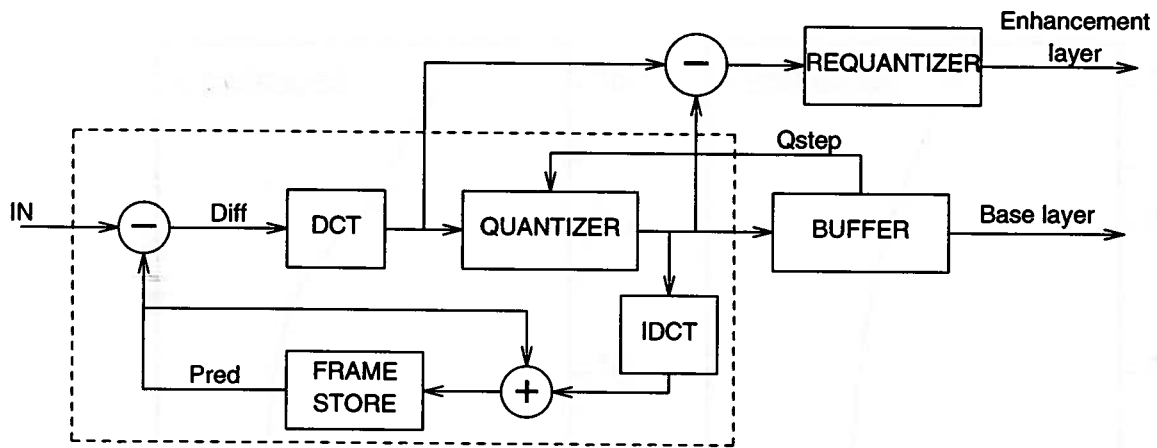 Enhancement
layer
REQUANTIZER
−
Qstep
IN
−
Diff
DCT
QUANTIZER
BUFFER
Base layer
IDCT
Pred
FRAME
STORE
+